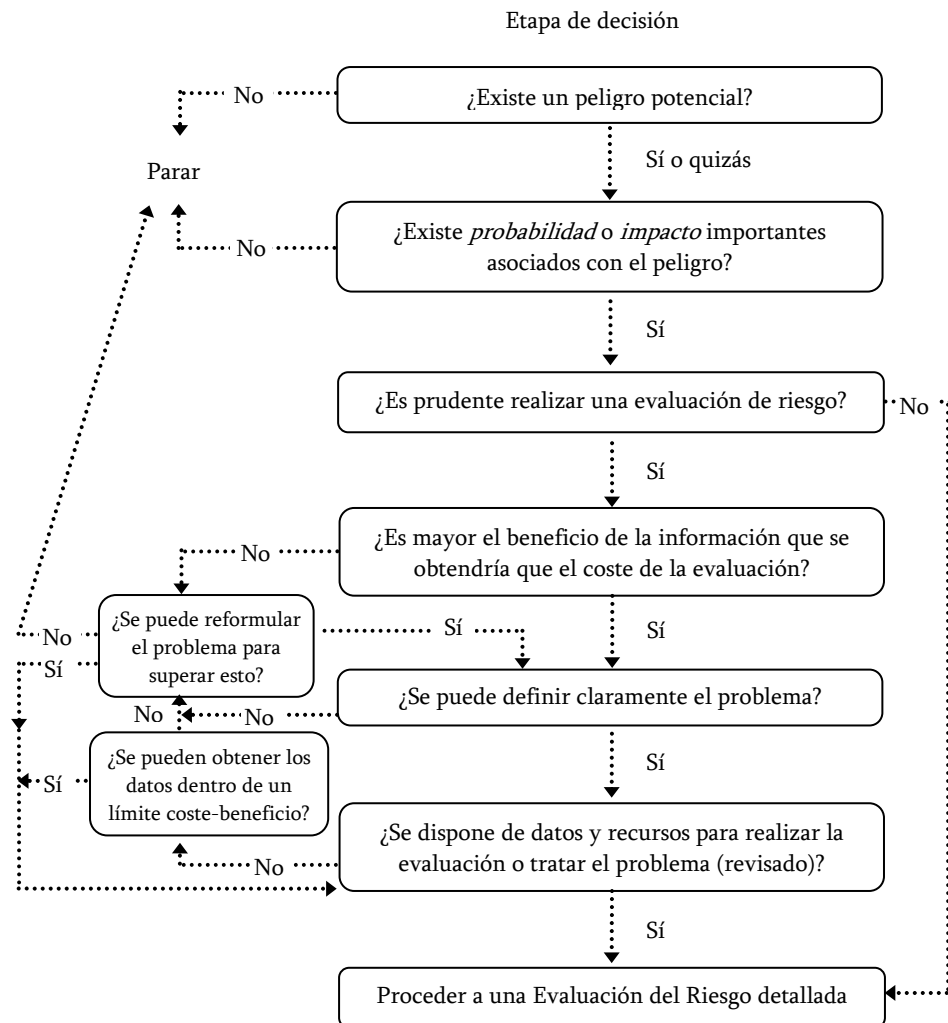 Etapa de decisión
No
¿Existe un peligro potencial?
Sí o quizás
Parar
No
¿Existe probabilidad o impacto importantes
asociados con el peligro?
Sí
¿Es prudente realizar una evaluación de riesgo?
No
Sí
¿Es mayor el beneficio de la información que se
obtendría que el coste de la evaluación?
No
Sí
¿Se puede reformular
el problema para
superar esto?
Sí
No
Sí
¿Se puede definir claramente el problema?
No
No
Sí
¿Se pueden obtener los
datos dentro de un
límite coste-beneficio?
Sí
¿Se dispone de datos y recursos para realizar la
evaluación o tratar el problema (revisado)?
No
Sí
Proceder a una Evaluación del Riesgo detallada